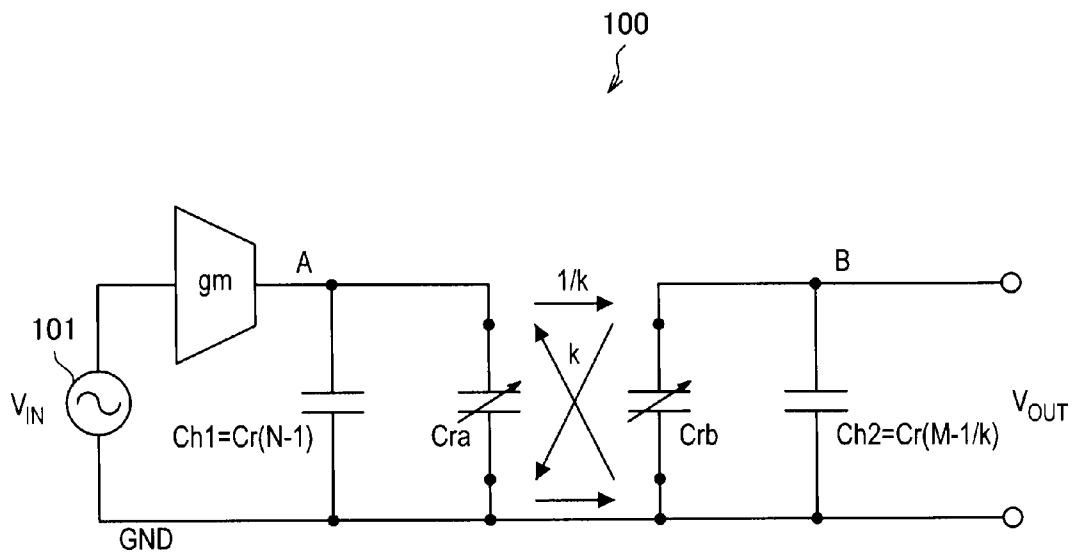 100
A
gm
1/k
B
101
k
V_IN
Ch1=Cr(N-1)
Cra
Crb
Ch2=Cr(M-1/k)
V_OUT
GND